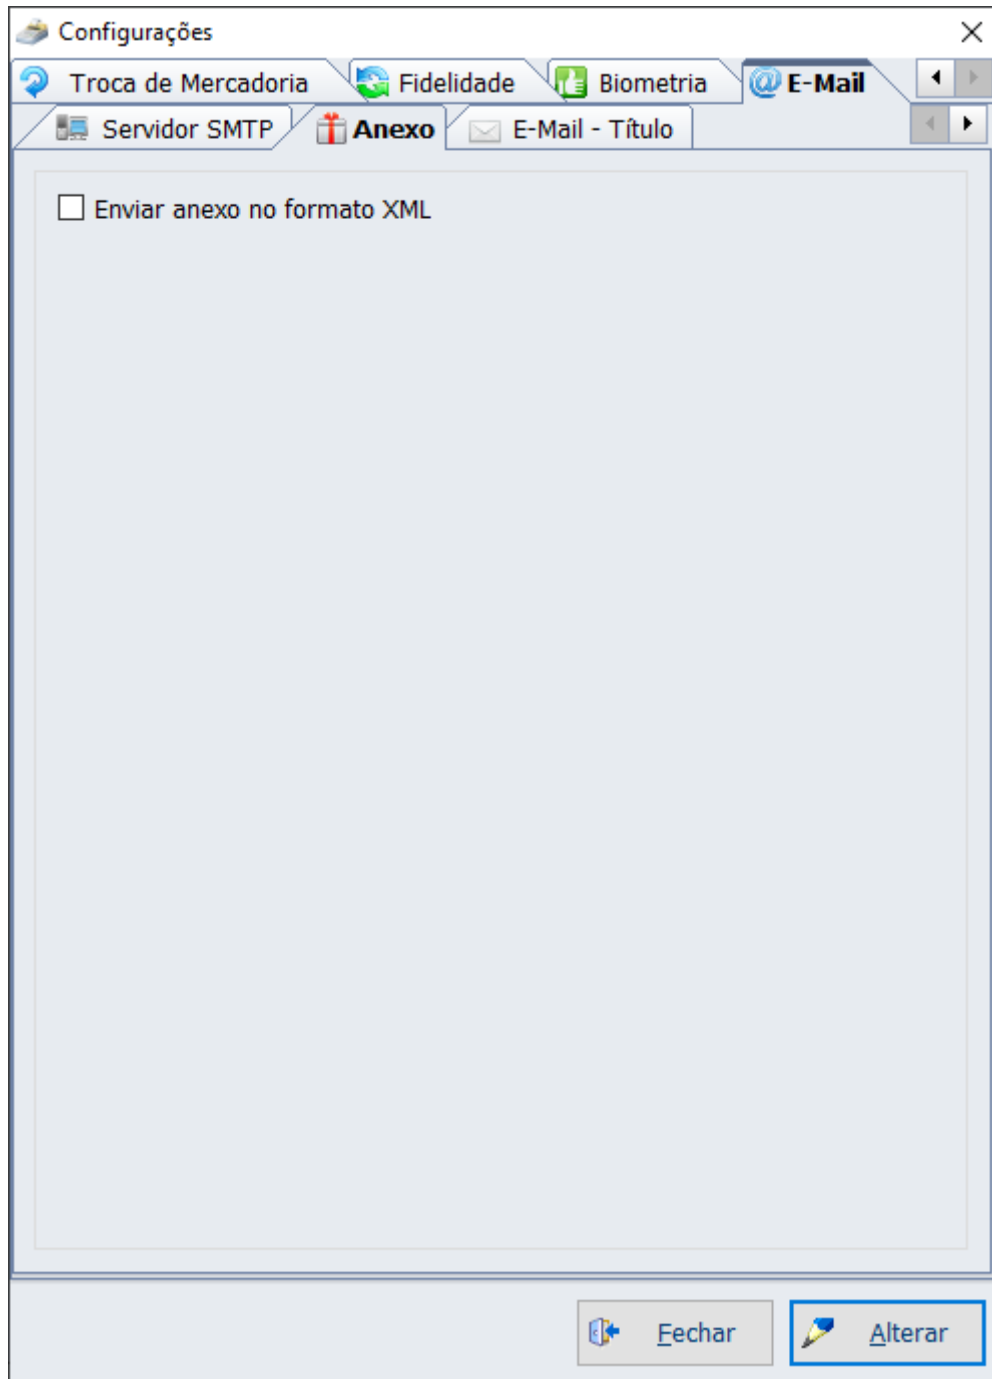 Configurações
Troca de Mercadoria Fidelidade Biometria E-Mail
Servidor SMTP Anexo E-Mail - Título
Enviar anexo no formato XML
Fechar Alterar